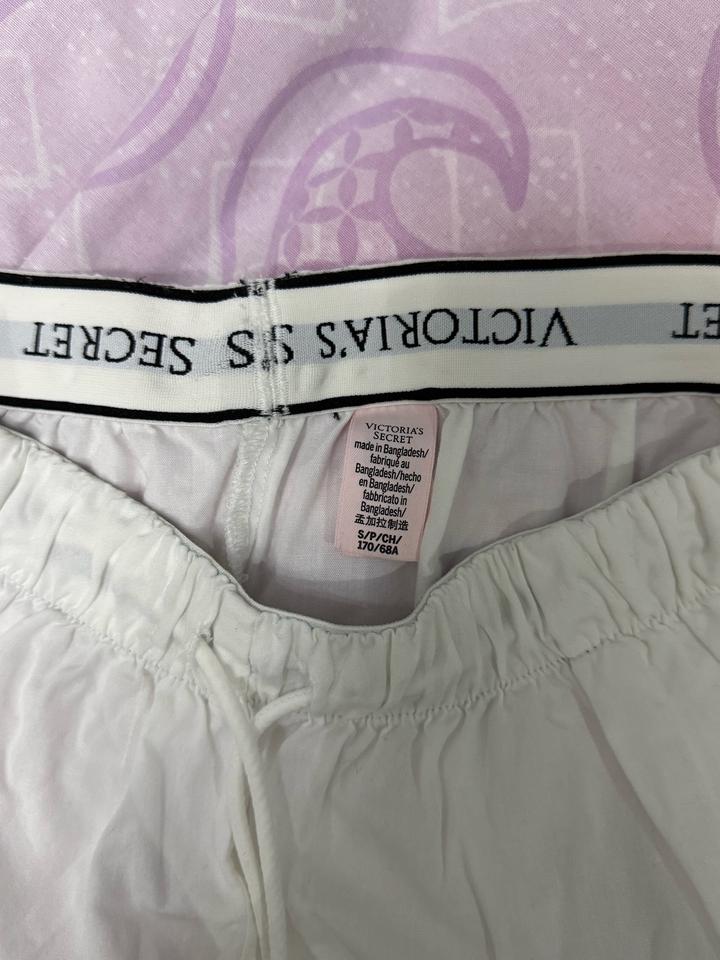 SECRET S'S VICTORIA'S
VICTORIA'S
SECRET
made in Bangladesh/
fabriqué au
Bangladesh/hecho
en Bangladesh/
fabbricato in
Bangladesh/
孟加拉制造
S/P/CH/
170/68A